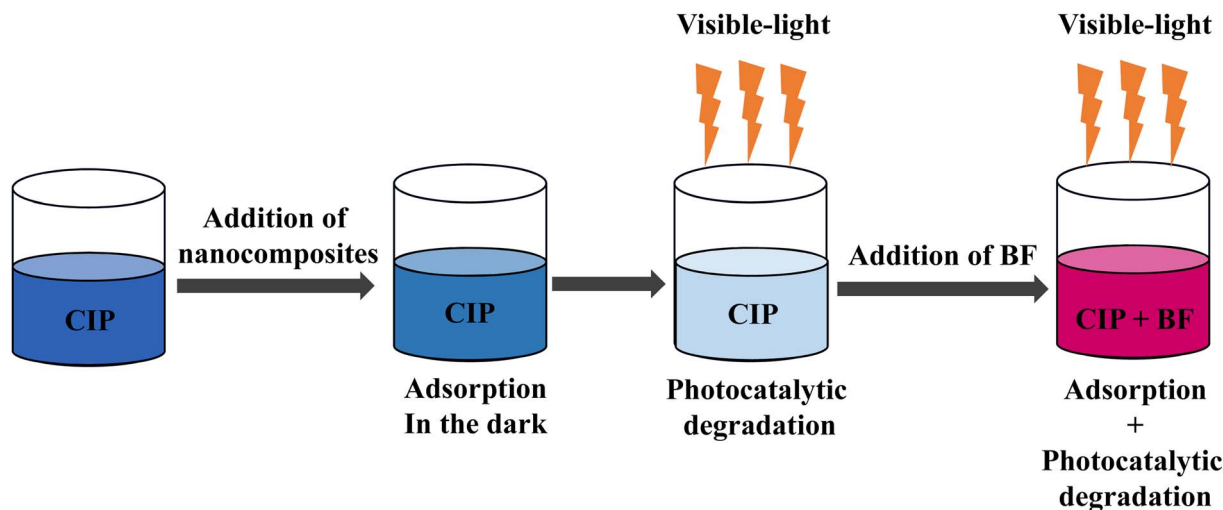 Visible-light
Visible-light
Addition of
nanocomposites
Addition of BF
CIP
CIP
CIP
CIP + BF
Adsorption
In the dark
Photocatalytic
degradation
Adsorption
+
Photocatalytic
degradation